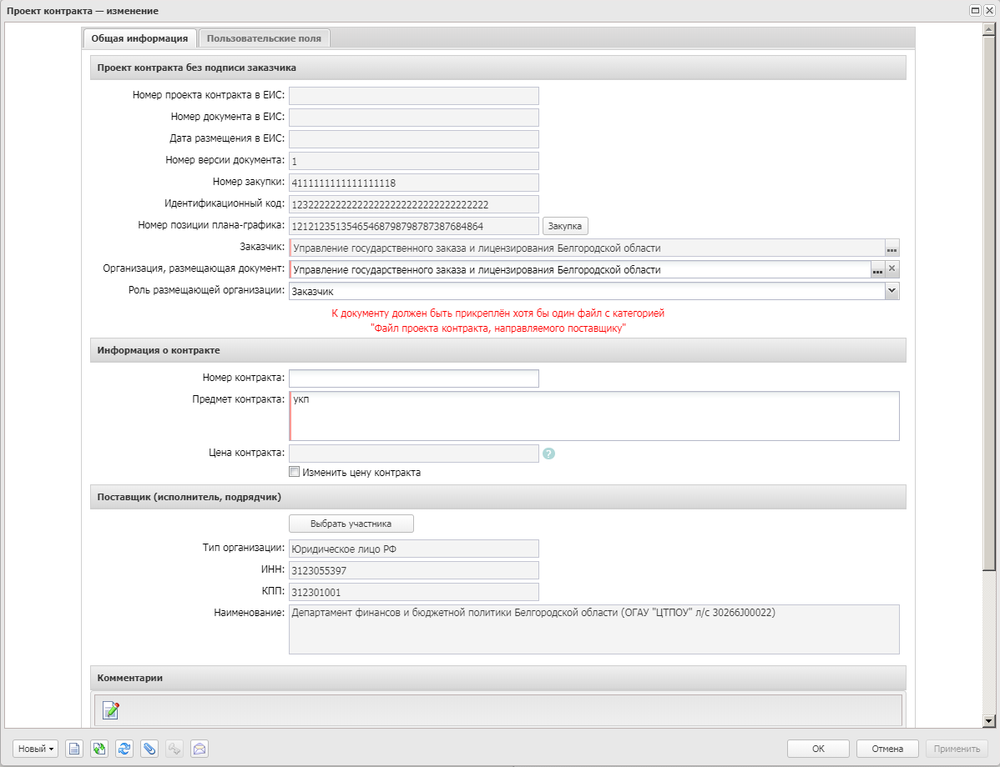 Проект контракта — изменение
Общая информация
Пользовательские поля
Проект контракта без подписи заказчика
Номер проекта контракта в ЕИС:
Номер документа в ЕИС:
Дата размещения в ЕИС:
Номер версии документа: 1
Номер закупки: 4111111111111111118
Идентификационный код: 123222222222222222222222222222222222
Номер позиции плана-графика: 12121235135465468798798787387684864 Закупка
Заказчик: Управление государственного заказа и лицензирования Белгородской области ...
Организация, размещающая документ: Управление государственного заказа и лицензирования Белгородской области ...
Роль размещающей организации: Заказчик
К документу должен быть прикреплён хотя бы один файл с категорией
"Файл проекта контракта, направляемого поставщику"
Информация о контракте
Номер контракта:
Предмет контракта: укп
Цена контракта: ?
Изменить цену контракта
Поставщик (исполнитель, подрядчик)
Выбрать участника
Тип организации: Юридическое лицо РФ
ИНН: 3123055397
КПП: 312301001
Наименование: Департамент финансов и бюджетной политики Белгородской области (ОГАУ "ЦТПОУ" л/с 30266J00022)
Комментарии
Новый ОК Отмена Применить